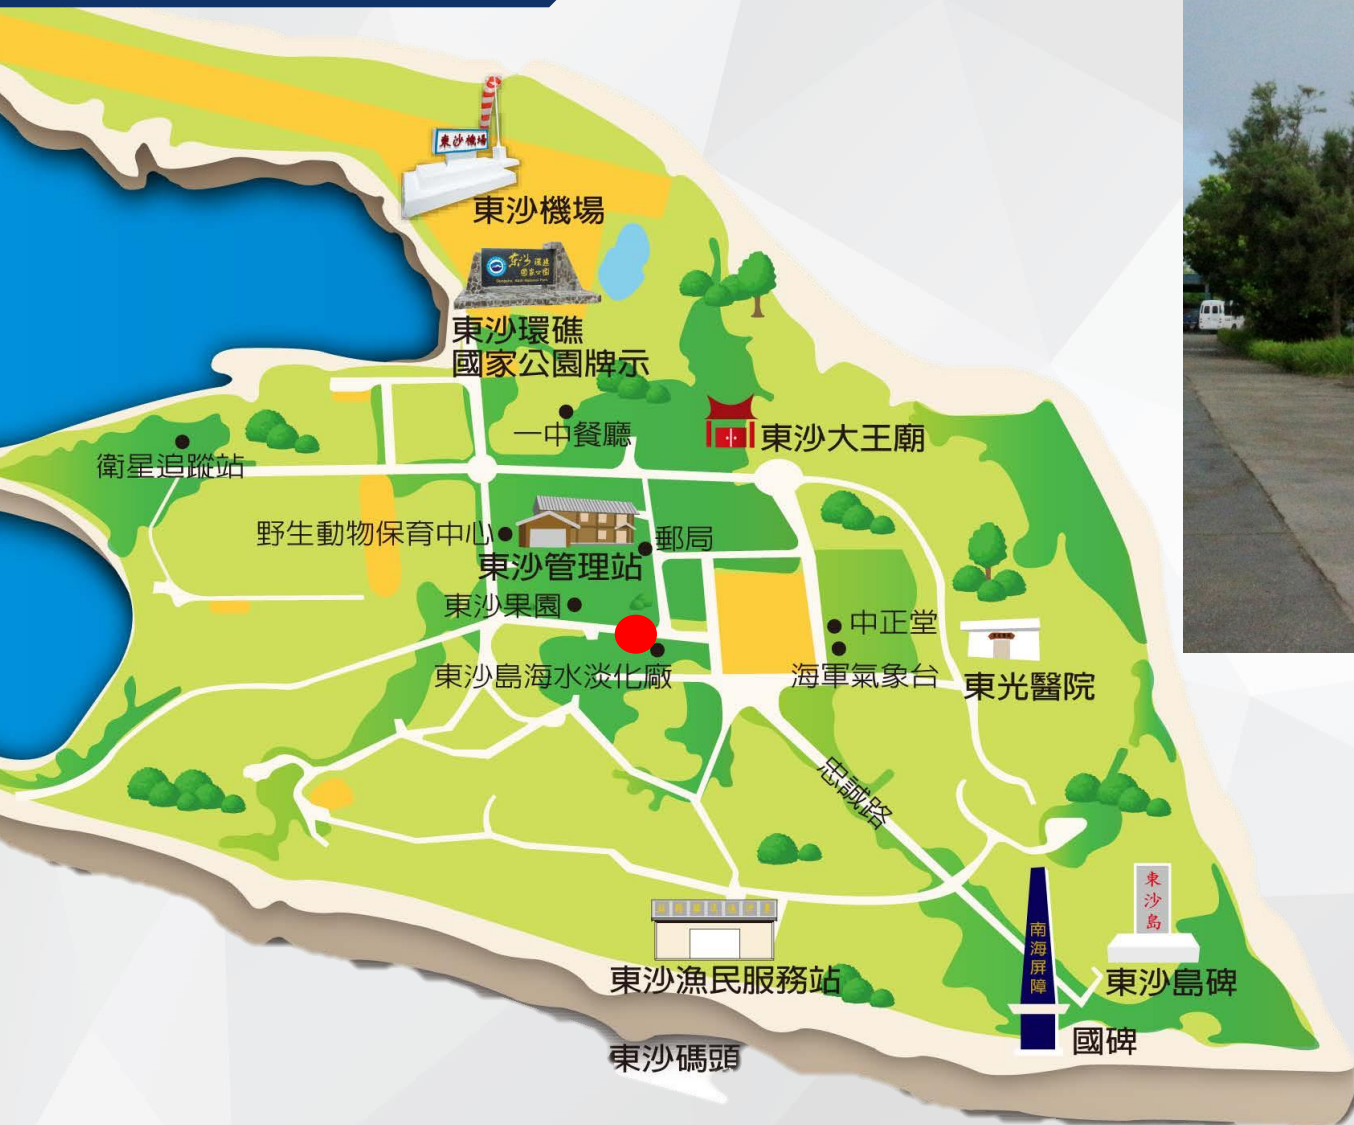 東沙機場
東沙機場
東沙環礁
國家公園牌示
一中餐廳
東沙大王廟
衛星追蹤站
野生動物保育中心
郵局
東沙管理站
東沙果園
中正堂
東沙島海水淡化廠
海軍氣象台
東光醫院
忠誠路
東沙島
南海屏障
東沙漁民服務站
東沙島碑
國碑
東沙碼頭